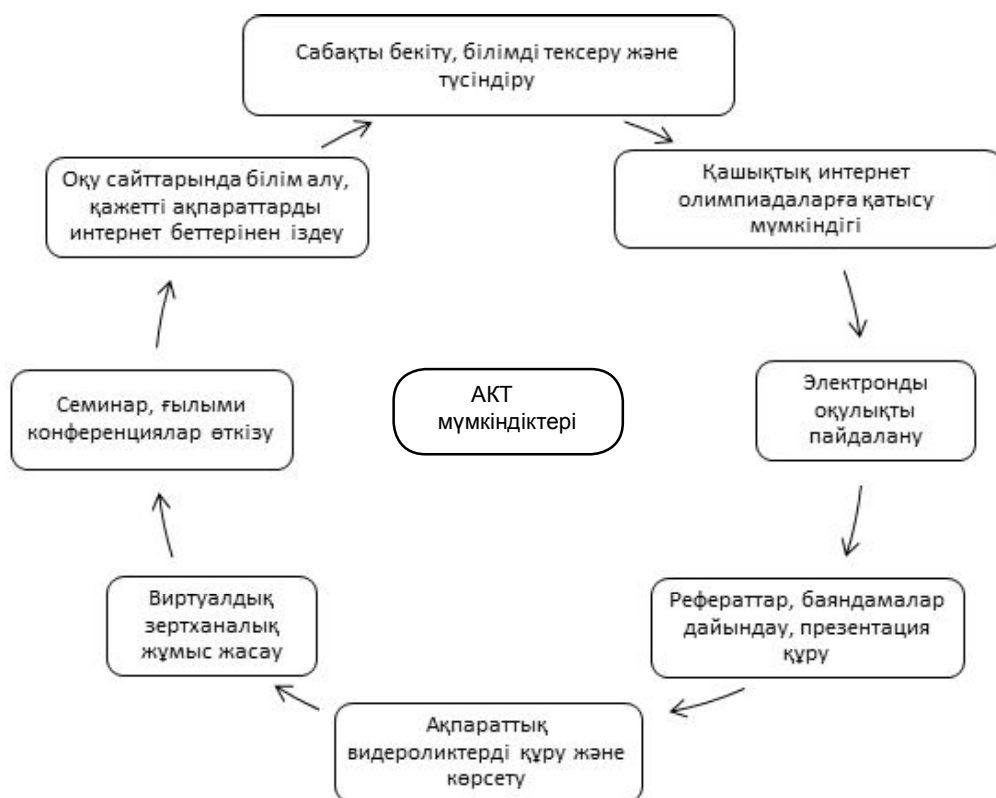 Сабақты бекіту, білімді тексеру және
түсіндіру
Қашықтық интернет
олимпиадаларға қатысу
мүмкіндігі
Электронды
оқулықты
пайдалану
Рефераттар, баяндамалар
дайындау, презентация
құру
Ақпараттық
видероликтерді құру және
көрсету
Виртуалдық
зертханалық
жұмыс жасау
Семинар, ғылыми
конференциялар өткізу
Оқу сайттарында білім алу,
қажетті ақпараттарды
интернет беттерінен іздеу
АКТ
мүмкіндіктері